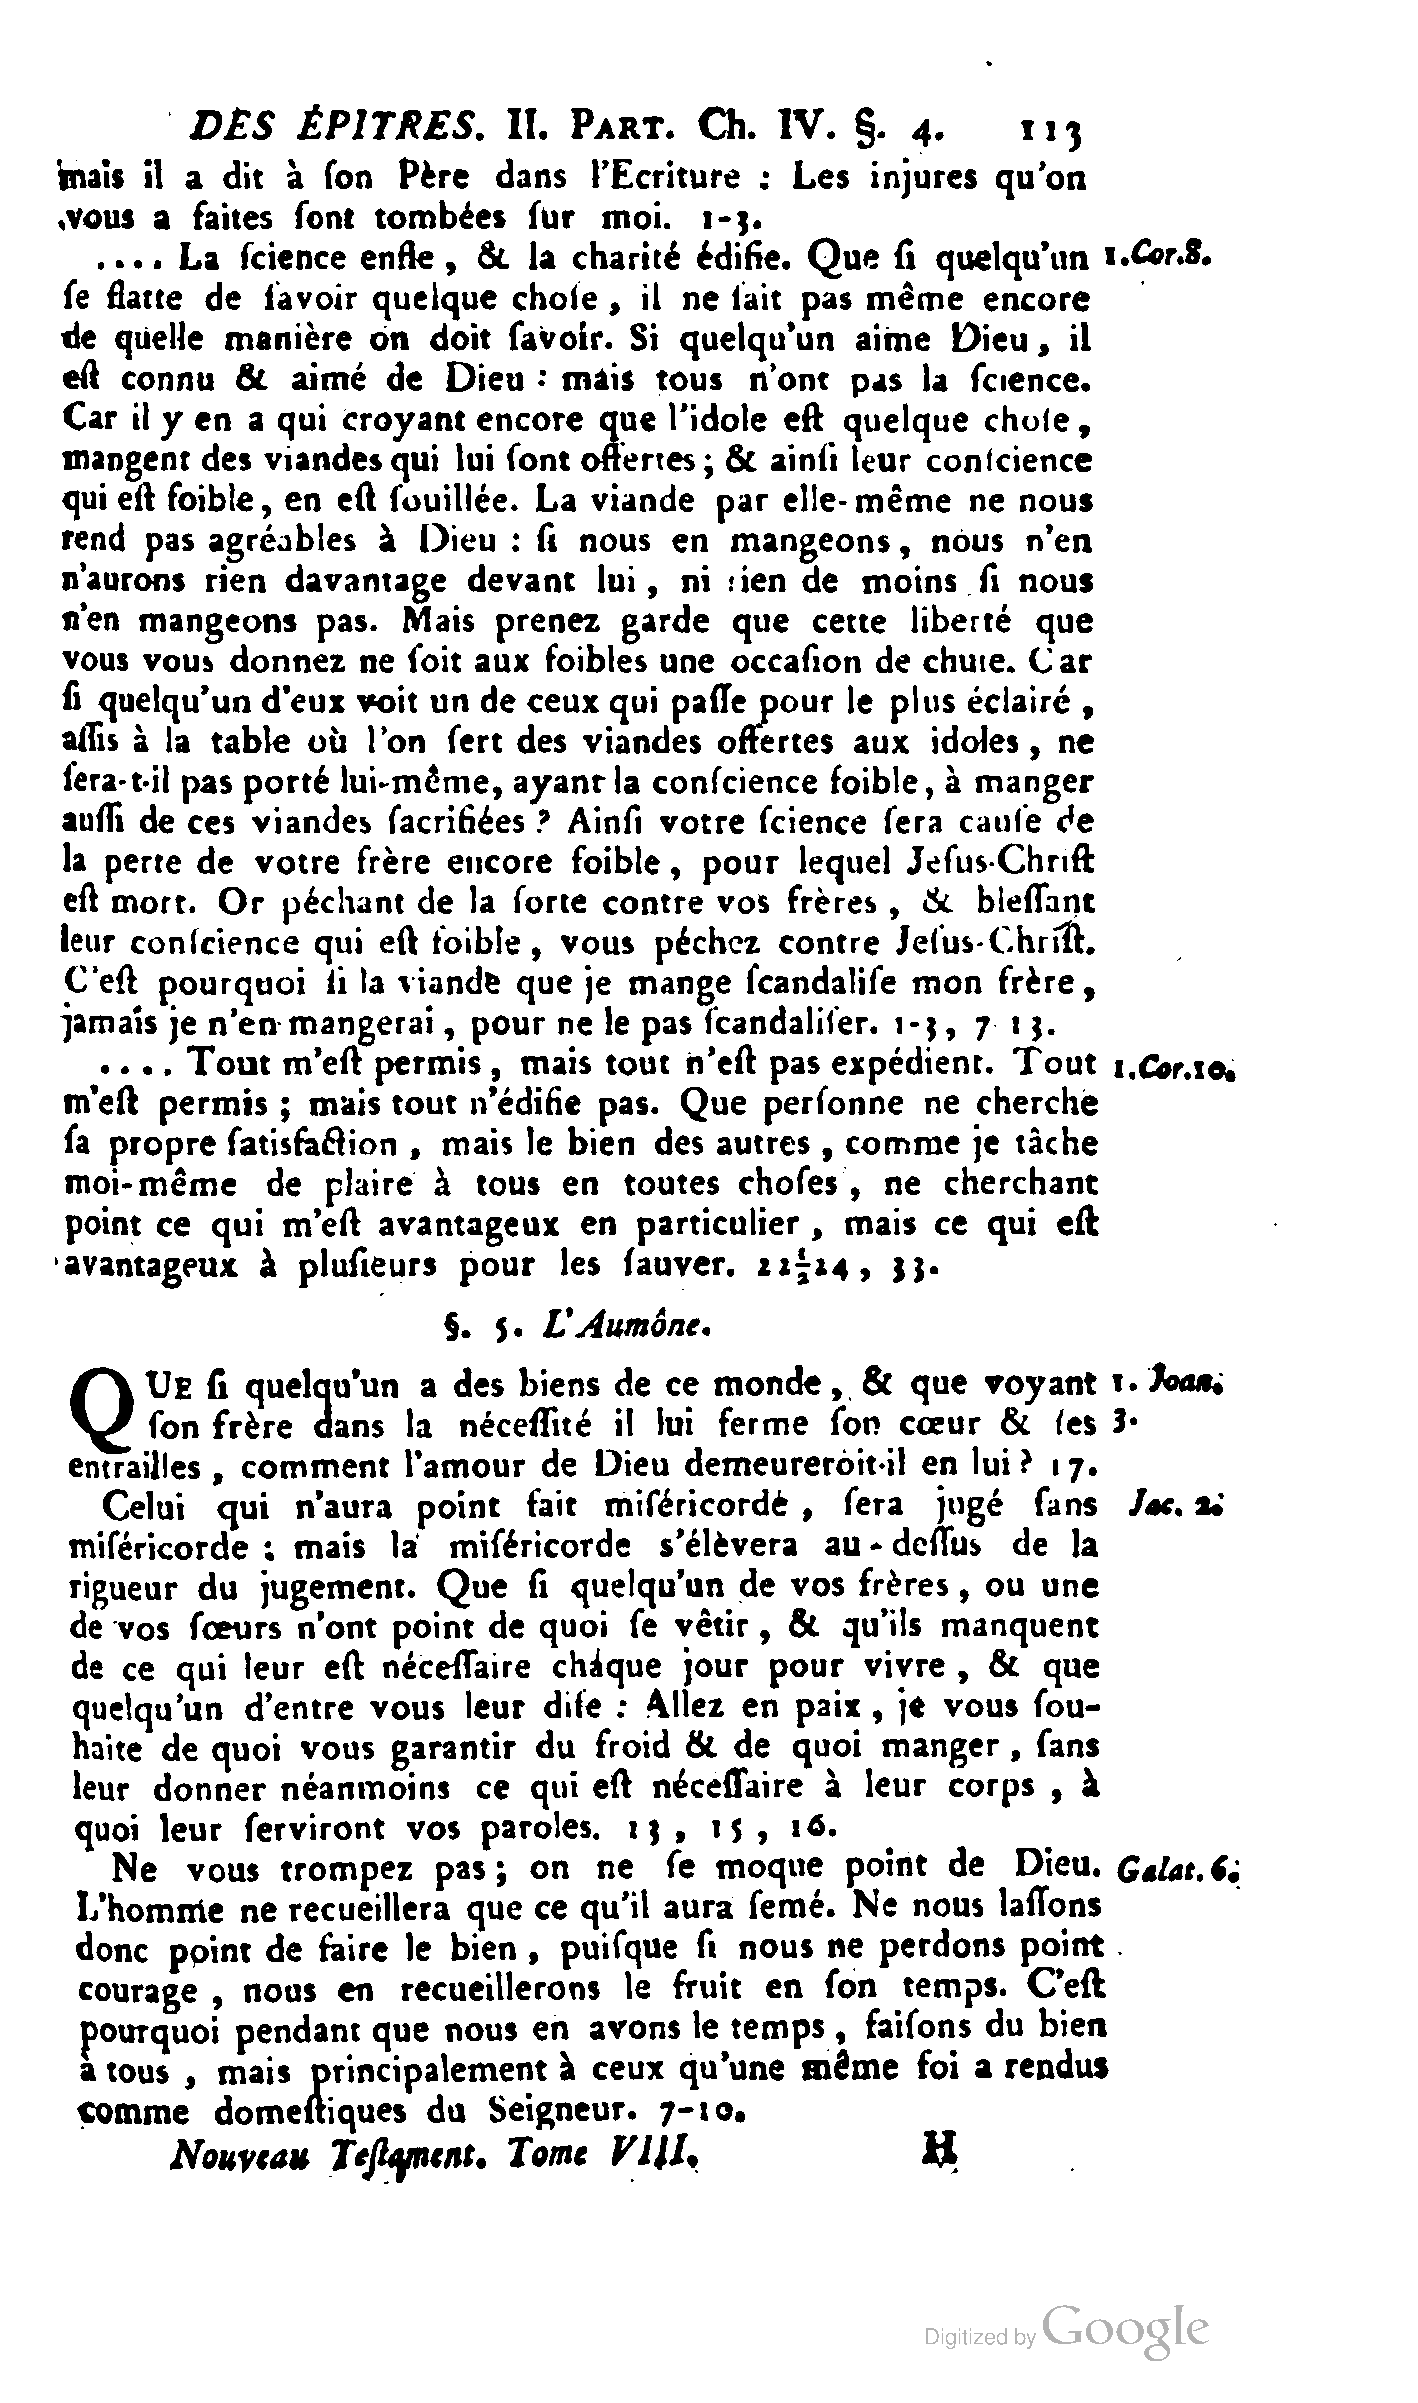 DES ÉPITRES. II. PART. Ch. IV. §. 4. 113
mais il a dit à ſon Père dans l'Ecriture : Les injures qu'on
vous a faites ſont tombées ſur moi. 1-3.
.... La ſcience enfle, & la charité édifie. Que ſi quelqu'un 1.Cor.8.
ſe flatte de ſavoir quelque choſe, il ne ſait pas même encore
de quelle manière on doit ſavoir. Si quelqu'un aime Dieu, il
eſt connu & aimé de Dieu : mais tous n'ont pas la ſcience.
Car il y en a qui croyant encore que l'idole eſt quelque choſe,
mangent des viandes qui lui ſont offertes ; & ainſi leur conſcience
qui eſt foible, en eſt ſouillée. La viande par elle-même ne nous
rend pas agréables à Dieu : ſi nous en mangeons, nous n'en
n'aurons rien davantage devant lui, ni rien de moins ſi nous
n'en mangeons pas. Mais prenez garde que cette liberté que
vous vous donnez ne ſoit aux foibles une occaſion de chute. Car
ſi quelqu'un d'eux voit un de ceux qui paſſe pour le plus éclairé,
aſſis à la table où l'on ſert des viandes offertes aux idoles, ne
ſera-t-il pas porté lui-même, ayant la conſcience foible, à manger
auſſi de ces viandes ſacrifiées ? Ainſi votre ſcience ſera cauſe de
la perte de votre frère encore foible, pour lequel Jeſus-Chriſt
eſt mort. Or péchant de la ſorte contre vos frères, & bleſſant
leur conſcience qui eſt foible, vous péchez contre Jeſus-Chriſt.
C'eſt pourquoi ſi la viande que je mange ſcandaliſe mon frère,
jamais je n'en mangerai, pour ne le pas ſcandaliſer. 1-3, 7 13.
.... Tout m'eſt permis, mais tout n'eſt pas expédient. Tout 1.Cor.10.
m'eſt permis ; mais tout n'édifie pas. Que perſonne ne cherche
ſa propre ſatisfaction, mais le bien des autres, comme je tâche
moi-même de plaire à tous en toutes choſes, ne cherchant
point ce qui m'eſt avantageux en particulier, mais ce qui eſt
avantageux à pluſieurs pour les ſauver. 22-24, 33.
§. 5. L'Aumône.
QUE ſi quelqu'un a des biens de ce monde, & que voyant 1. Joan.
ſon frère dans la néceſſité il lui ferme ſon cœur & ſes 3.
entrailles, comment l'amour de Dieu demeureroit-il en lui ? 17.
Celui qui n'aura point fait miſéricorde, ſera jugé ſans Jac. 2.
miſéricorde : mais la miſéricorde s'élèvera au-deſſus de la
rigueur du jugement. Que ſi quelqu'un de vos frères, ou une
de vos ſœurs n'ont point de quoi ſe vêtir, & qu'ils manquent
de ce qui leur eſt néceſſaire chaque jour pour vivre, & que
quelqu'un d'entre vous leur diſe : Allez en paix, je vous ſou-
haite de quoi vous garantir du froid & de quoi manger, ſans
leur donner néanmoins ce qui eſt néceſſaire à leur corps, à
quoi leur ſerviront vos paroles. 13, 15, 16.
Ne vous trompez pas ; on ne ſe moque point de Dieu. Galat. 6.
L'homme ne recueillera que ce qu'il aura ſemé. Ne nous laſſons
donc point de faire le bien, puiſque ſi nous ne perdons point
courage, nous en recueillerons le fruit en ſon temps. C'eſt
pourquoi pendant que nous en avons le temps, faiſons du bien
à tous, mais principalement à ceux qu'une même foi a rendus
comme domeſtiques du Seigneur. 7-10.
Nouveau Teſtament. Tome VIII. H
Digitized by Google